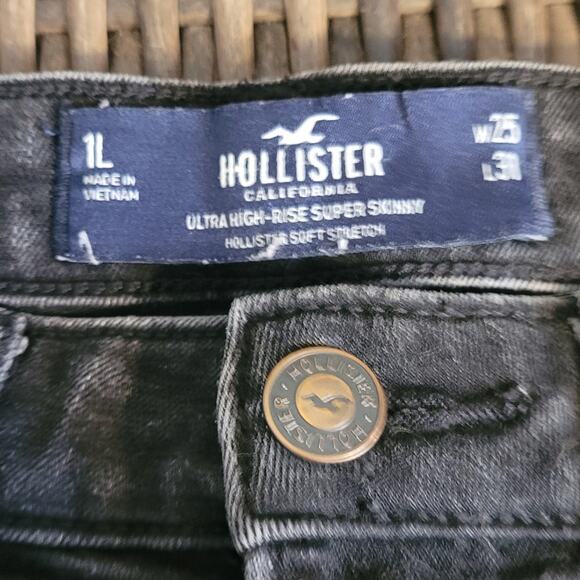 1L
MADE IN
VIETNAM
HOLLISTER
CALIFORNIA
ULTRA HIGH-RISE SUPER SKINNY
HOLLISTER SOFT STRETCH
W25
L30
HOLLISTER · HOLLISTER ·